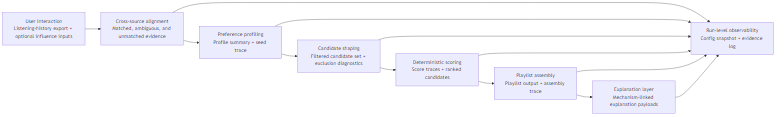 User Interaction
Listening-history export +
optional influence inputs
Cross-source alignment
Matched, ambiguous, and
unmatched evidence
Preference profiling
Profile summary + seed
trace
Candidate shaping
Filtered candidate set +
exclusion diagnostics
Deterministic scoring
Score traces + ranked
candidates
Playlist assembly
Playlist output + assembly
trace
Explanation layer
Mechanism-linked
explanation payloads
Run-level observability
Config snapshot + evidence
log